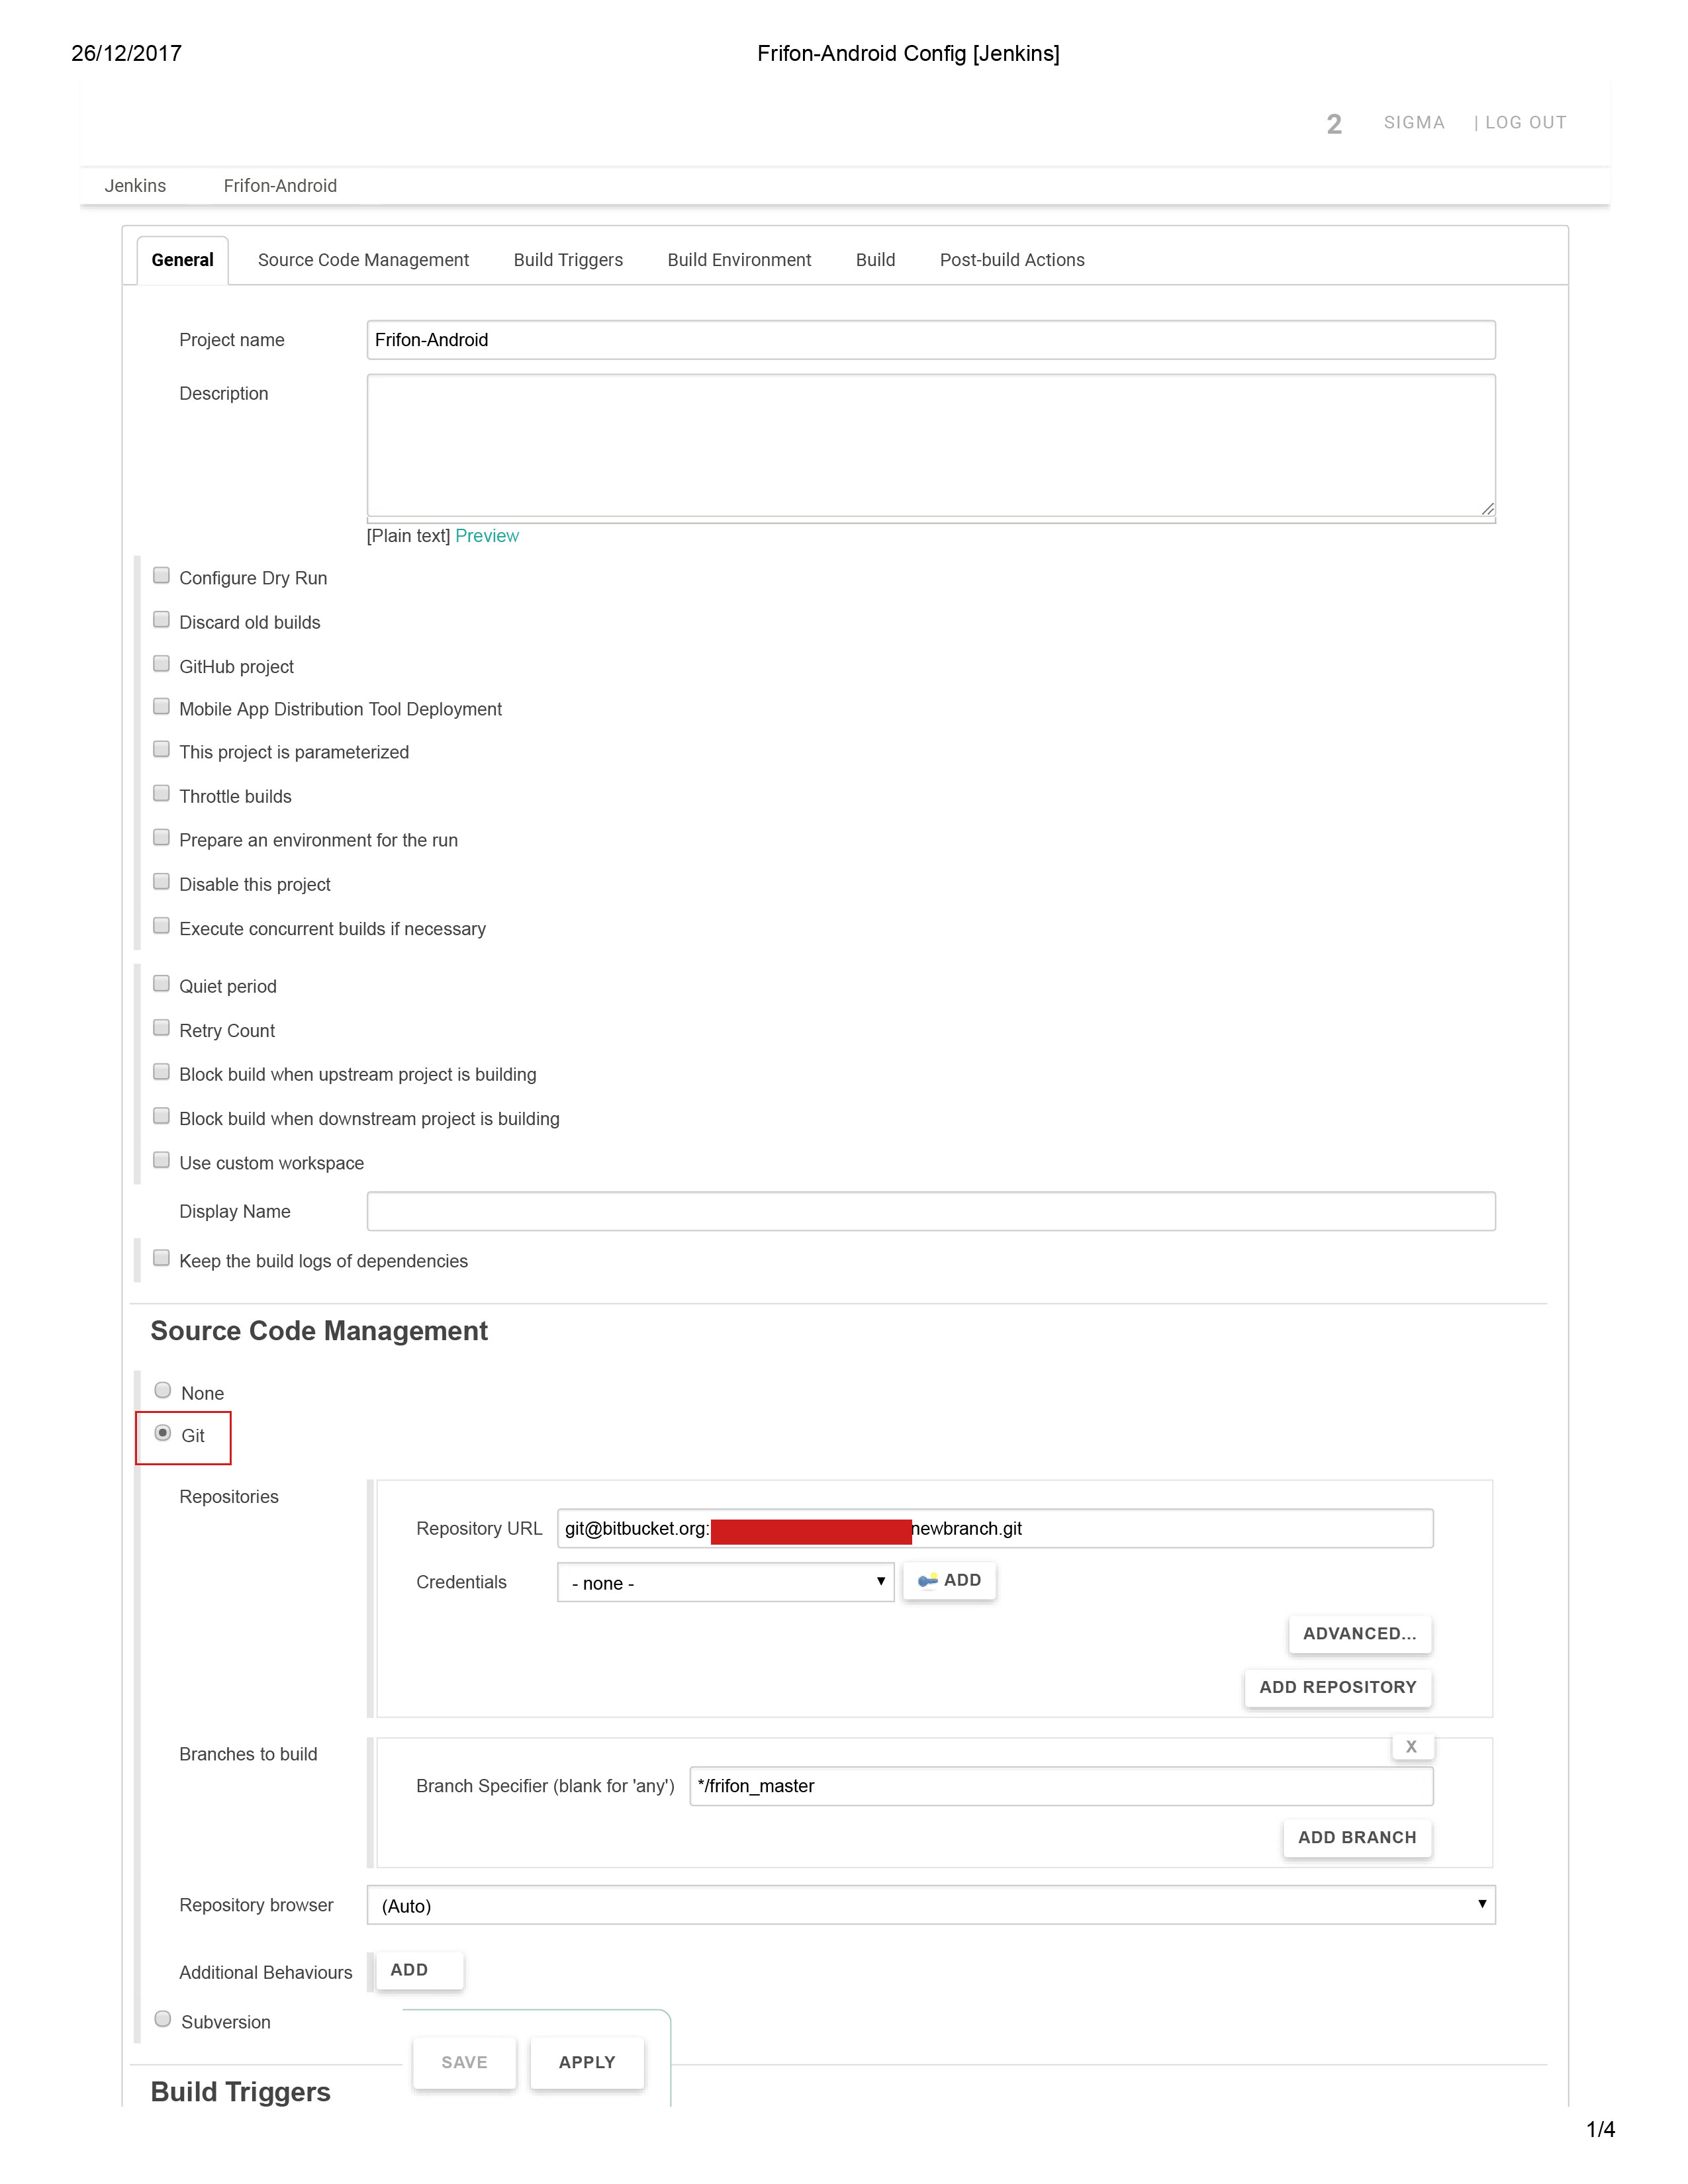 26/12/2017 Frifon-Android Config [Jenkins]
2 SIGMA | LOG OUT
Jenkins Frifon-Android
General Source Code Management Build Triggers Build Environment Build Post-build Actions
Project name Frifon-Android
Description
[Plain text] Preview
Configure Dry Run
Discard old builds
GitHub project
Mobile App Distribution Tool Deployment
This project is parameterized
Throttle builds
Prepare an environment for the run
Disable this project
Execute concurrent builds if necessary
Quiet period
Retry Count
Block build when upstream project is building
Block build when downstream project is building
Use custom workspace
Display Name
Keep the build logs of dependencies
Source Code Management
None
Git
Repositories
Repository URL git@bitbucket.org: newbranch.git
Credentials - none - ADD
ADVANCED...
ADD REPOSITORY
Branches to build
X
Branch Specifier (blank for 'any') */frifon_master
ADD BRANCH
Repository browser (Auto)
Additional Behaviours ADD
Subversion
SAVE APPLY
Build Triggers
1/4